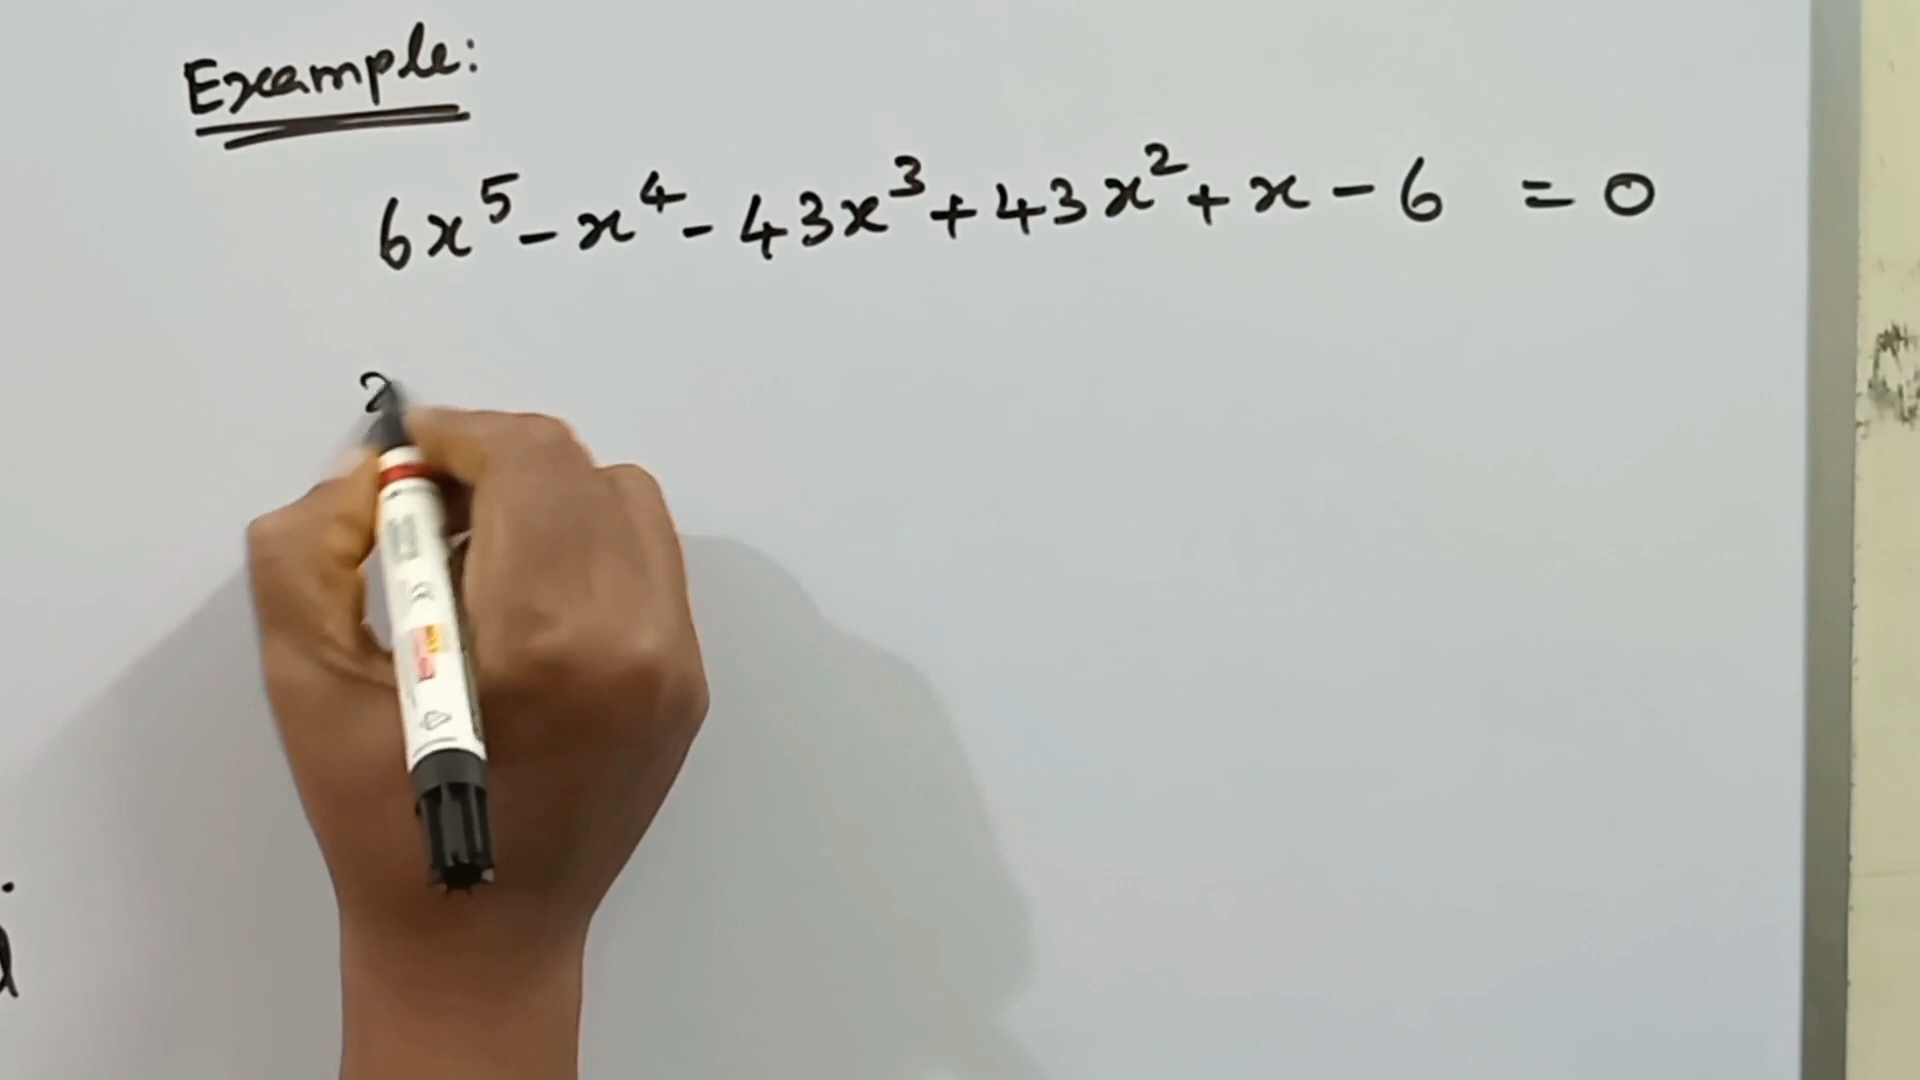 Example:
6x⁵ - x⁴ - 43x³ + 43x² + x - 6 = 0